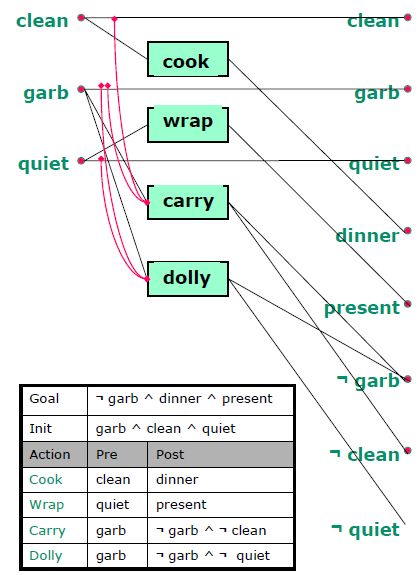 clean
clean
cook
garb
garb
wrap
quiet
quiet
carry
dinner
dolly
present
¬ garb
¬ clean
¬ quiet
Goal ¬ garb ^ dinner ^ present
Init garb ^ clean ^ quiet
Action Pre Post
Cook clean dinner
Wrap quiet present
Carry garb ¬ garb ^ ¬ clean
Dolly garb ¬ garb ^ ¬ quiet